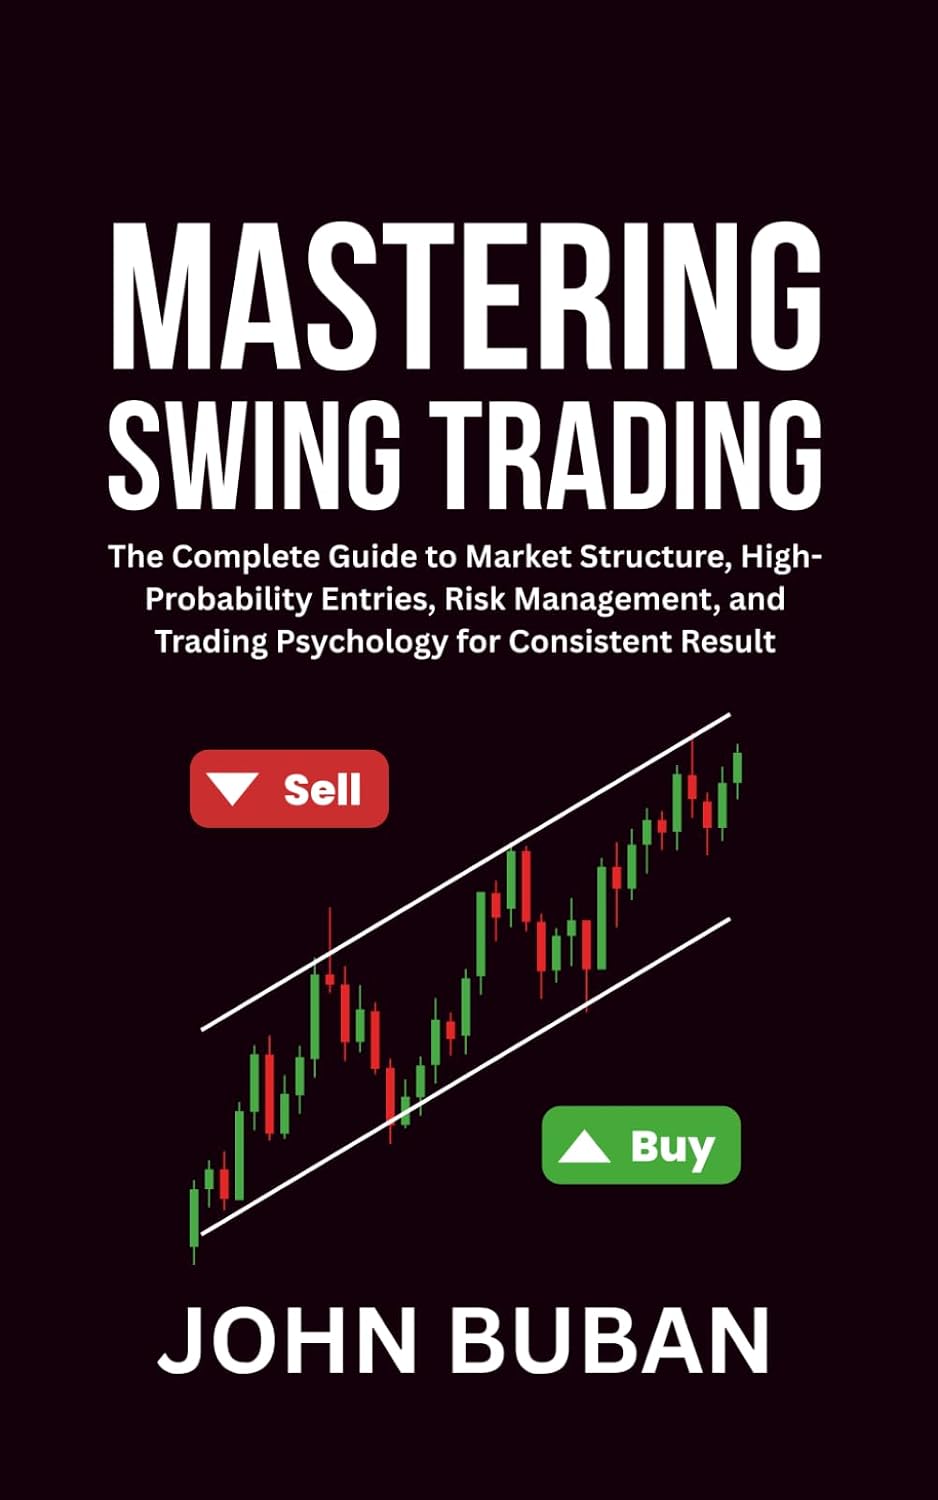 MASTERING
SWING TRADING
The Complete Guide to Market Structure, High-
Probability Entries, Risk Management, and
Trading Psychology for Consistent Result
Sell
Buy
JOHN BUBAN